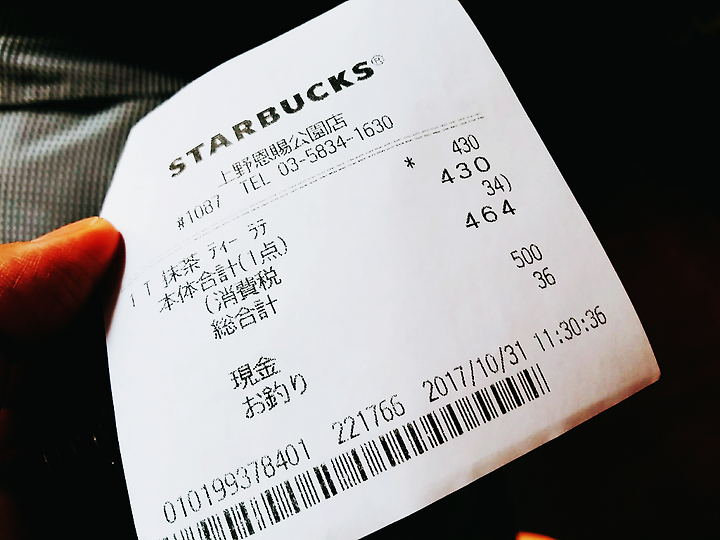 STARBUCKS®
上野恩賜公園店
TEL 03-5834-1630
#1087
T T 抹茶 ティー ラテ * 430
本体合計(1点) 430
(消費税 34)
総合計 464
現金 500
お釣り 36
010199378401 221766 2017/10/31 11:30:36